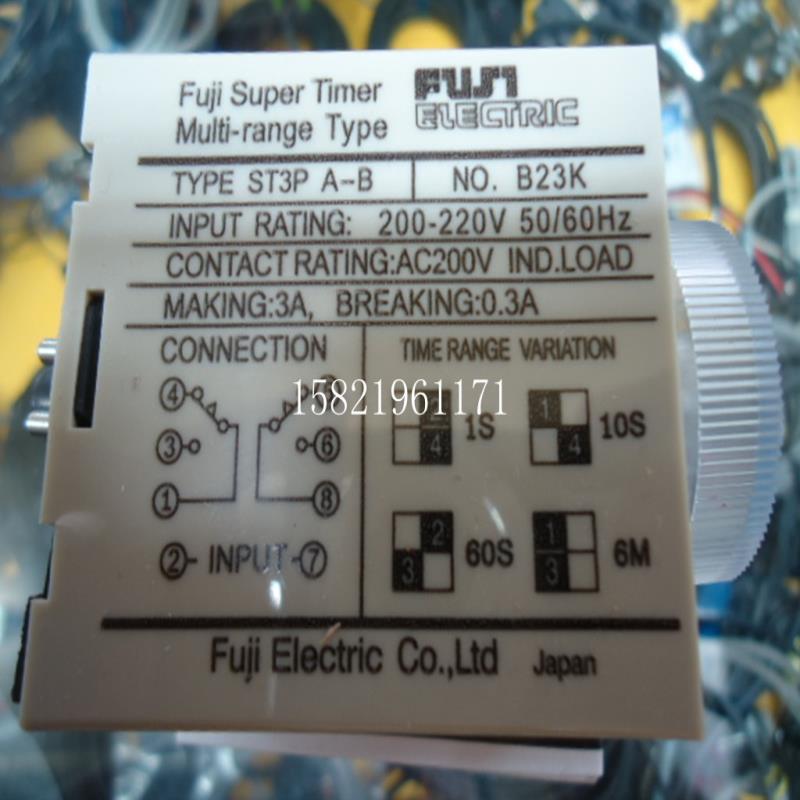 Fuji Super Timer
FUJI
Multi-range Type
ELECTRIC
TYPE ST3P A-B
NO. B23K
INPUT RATING: 200-220V 50/60Hz
CONTACT RATING:AC200V IND.LOAD
MAKING:3A, BREAKING:0.3A
CONNECTION
TIME RANGE VARIATION
4
15821961171
3 6
1 8
2 - INPUT - 7
4 1S
1 4 10S
2 3 60S
1 3 6M
Fuji Electric Co.,Ltd Japan